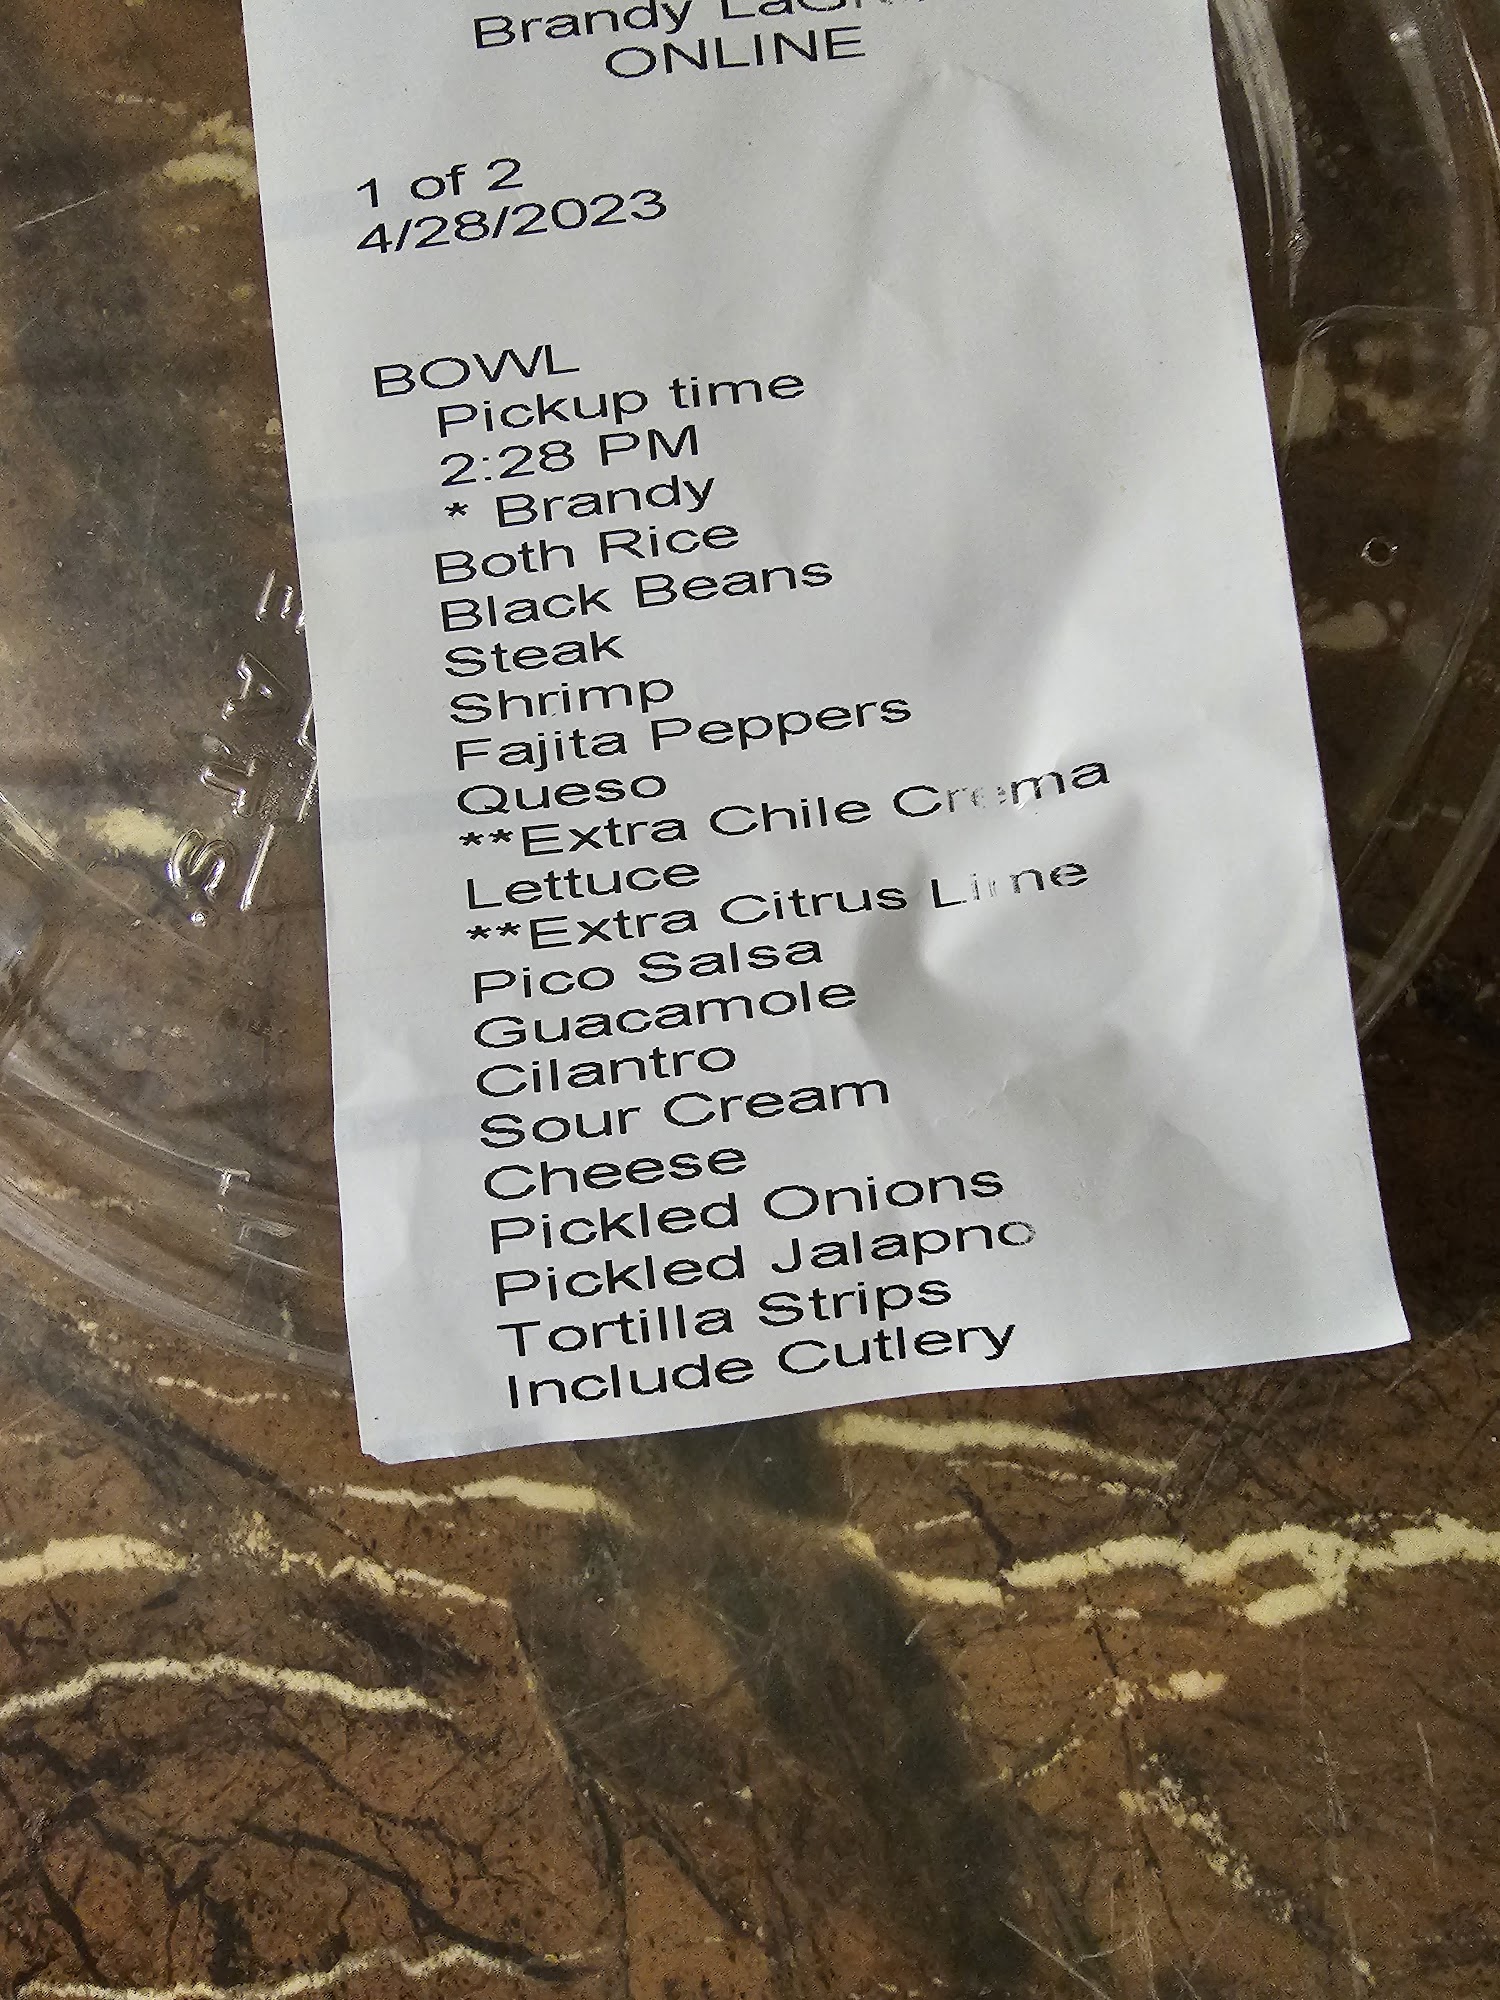 Brandy
ONLINE
1 of 2
4/28/2023
BOWL
Pickup time
2:28 PM
* Brandy
Both Rice
Black Beans
Steak
Shrimp
Fajita Peppers
Queso
**Extra Chile Crema
Lettuce
**Extra Citrus Lime
Pico Salsa
Guacamole
Cilantro
Sour Cream
Cheese
Pickled Onions
Pickled Jalapno
Tortilla Strips
Include Cutlery